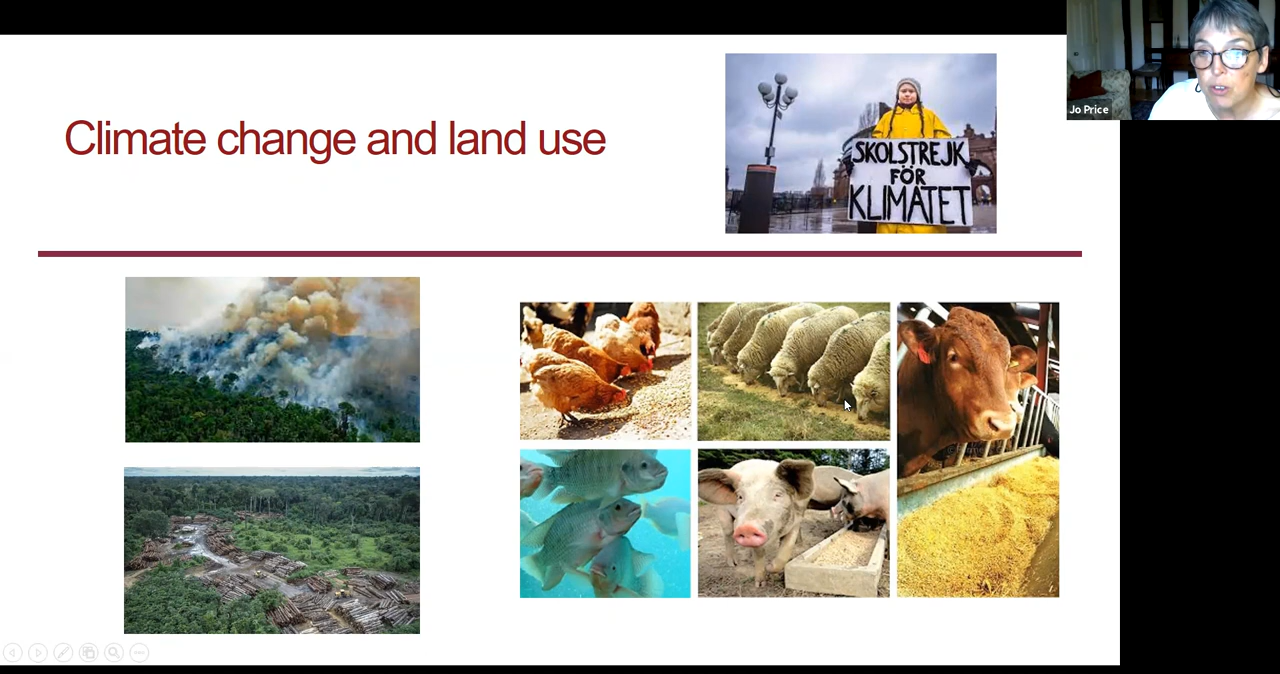 Climate change and land use
SKOLSTREJK
FÖR
KLIMATET
Jo Price